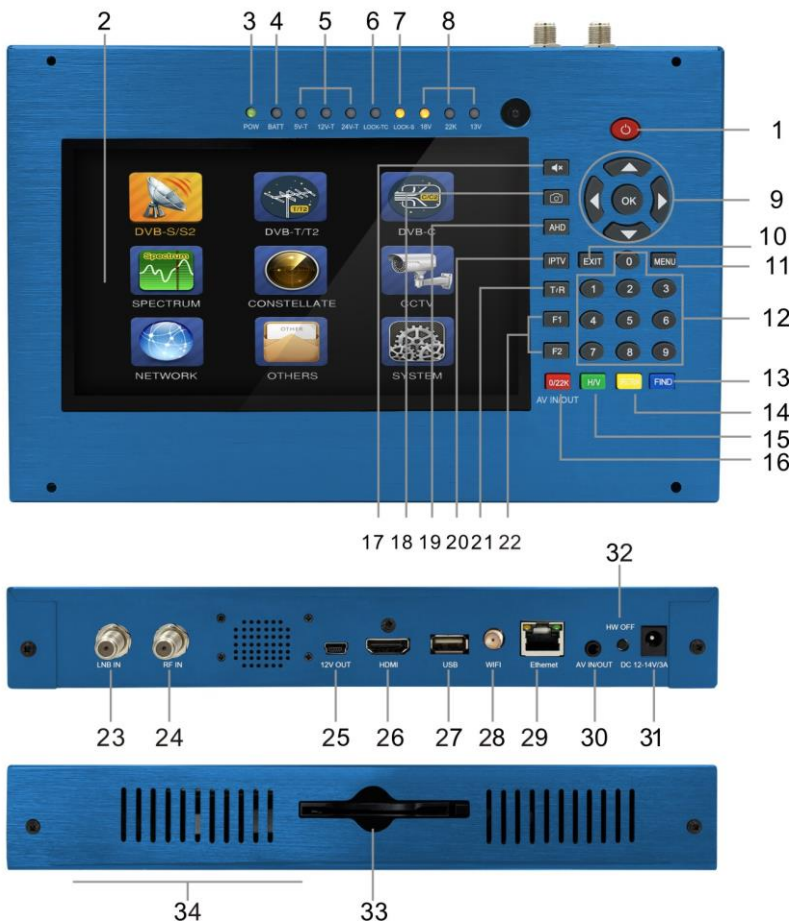 2 3 4 5 6 7 8
POW BATT 5V-T 12V-T 24V-T LOCK-TC LOCK-S 18V 22K 13V
1
T/T2 C/C2
OK
9
DVB-S/S2 DVB-T/T2 DVB-C
AHD
10
Spectrum
IPTV EXIT 0 MENU
11
SPECTRUM CONSTELLATE CCTV
T/R 1 2 3
12
F1 4 5 6
OTHER
F2 7 8 9
NETWORK OTHERS SYSTEM
0/22K H/V FIND
13
AV IN/OUT
14
15
16
17 18 19 20 21 22
32
HW OFF
LNB IN RF IN 12V OUT HDMI USB WIFI Ethernet AV IN/OUT DC 12-14V/3A
23 24 25 26 27 28 29 30 31
34 33